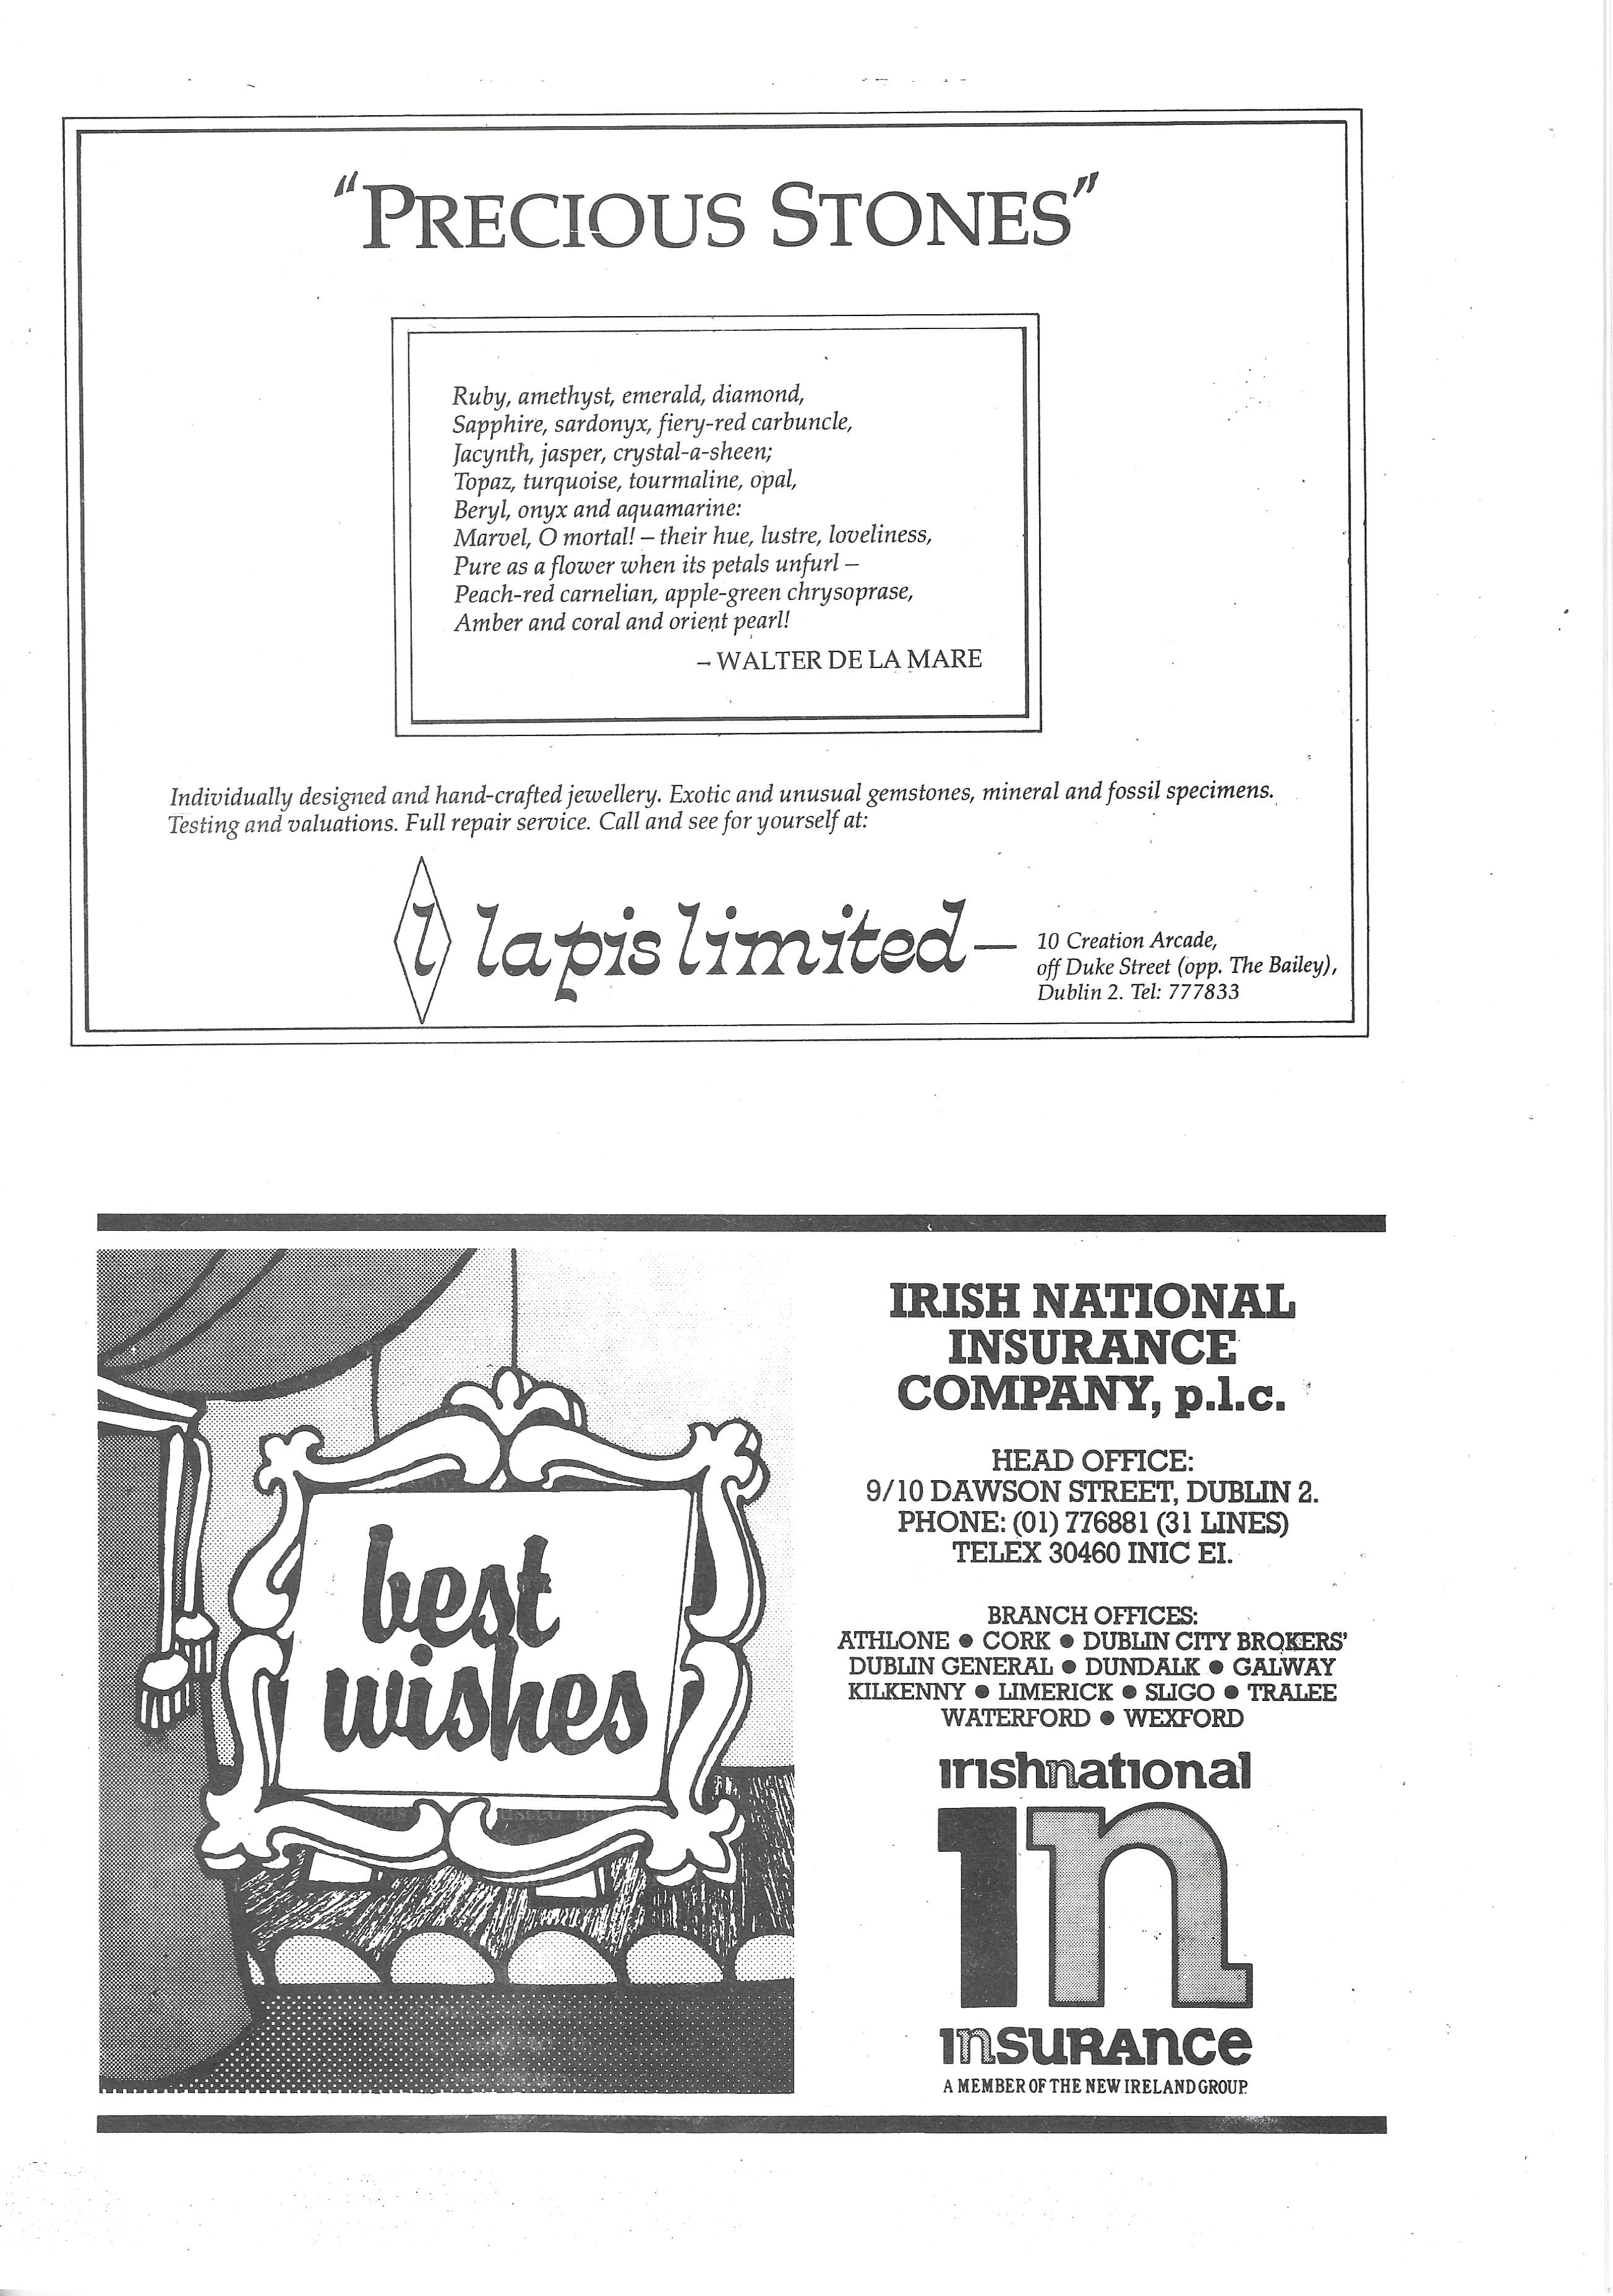 "PRECIOUS STONES"
Ruby, amethyst, emerald, diamond,
Sapphire, sardonyx, fiery-red carbuncle,
Jacynth, jasper, crystal-a-sheen;
Topaz, turquoise, tourmaline, opal,
Beryl, onyx and aquamarine:
Marvel, O mortal! – their hue, lustre, loveliness,
Pure as a flower when its petals unfurl –
Peach-red carnelian, apple-green chrysoprase,
Amber and coral and orient pearl!
– WALTER DE LA MARE
Individually designed and hand-crafted jewellery. Exotic and unusual gemstones, mineral and fossil specimens.
Testing and valuations. Full repair service. Call and see for yourself at:
l lapis limited —
10 Creation Arcade,
off Duke Street (opp. The Bailey),
Dublin 2. Tel: 777833
best
wishes
IRISH NATIONAL
INSURANCE
COMPANY, p.l.c.
HEAD OFFICE:
9/10 DAWSON STREET, DUBLIN 2.
PHONE: (01) 776881 (31 LINES)
TELEX 30460 INIC EI.
BRANCH OFFICES:
ATHLONE ● CORK ● DUBLIN CITY BROKERS'
DUBLIN GENERAL ● DUNDALK ● GALWAY
KILKENNY ● LIMERICK ● SLIGO ● TRALEE
WATERFORD ● WEXFORD
irishnational
in
insurance
A MEMBER OF THE NEW IRELAND GROUP.